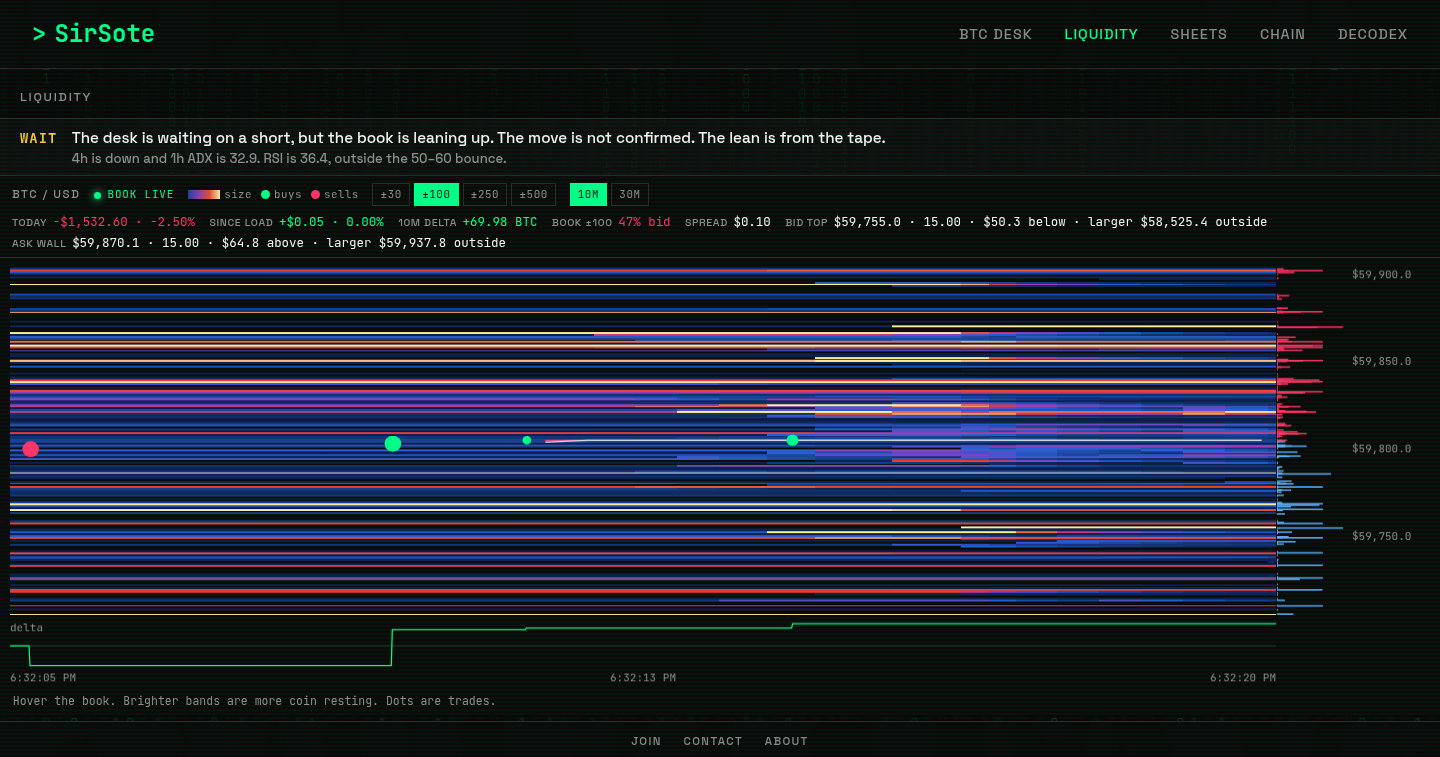 > SirSote
BTC DESK LIQUIDITY SHEETS CHAIN DECODEX
LIQUIDITY
WAIT The desk is waiting on a short, but the book is leaning up. The move is not confirmed. The lean is from the tape.
4h is down and 1h ADX is 32.9. RSI is 36.4, outside the 50–60 bounce.
BTC / USD BOOK LIVE size buys sells ±30 ±100 ±250 ±500 10M 30M
TODAY -$1,532.60 · -2.50% SINCE LOAD +$0.05 · 0.00% 10M DELTA +69.98 BTC BOOK ±100 47% bid SPREAD $0.10 BID TOP $59,755.0 · 15.00 · $50.3 below · larger $58,525.4 outside
ASK WALL $59,870.1 · 15.00 · $64.8 above · larger $59,937.8 outside
$59,900.0
$59,850.0
$59,800.0
$59,750.0
delta
6:32:05 PM 6:32:13 PM 6:32:20 PM
Hover the book. Brighter bands are more coin resting. Dots are trades.
JOIN CONTACT ABOUT